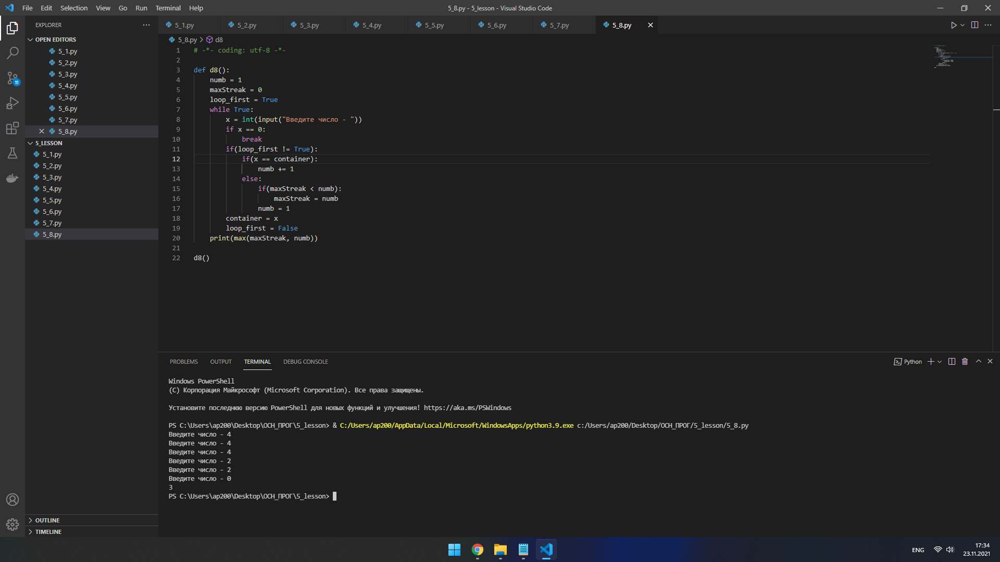 File Edit Selection View Go Run Terminal Help
5_8.py - 5_lesson - Visual Studio Code
EXPLORER
OPEN EDITORS
5_1.py
5_2.py
5_3.py
5_4.py
5_5.py
5_6.py
5_7.py
5_8.py
5_LESSON
5_1.py
5_2.py
5_3.py
5_4.py
5_5.py
5_6.py
5_7.py
5_8.py
OUTLINE
TIMELINE
11
5_1.py 5_2.py 5_3.py 5_4.py 5_5.py 5_6.py 5_7.py 5_8.py
5_8.py > d8
1 # -*- coding: utf-8 -*-
2
3 def d8():
4 numb = 1
5 maxStreak = 0
6 loop_first = True
7 while True:
8 x = int(input("Введите число - "))
9 if x == 0:
10 break
11 if(loop_first != True):
12 if(x == container):
13 numb += 1
14 else:
15 if(maxStreak < numb):
16 maxStreak = numb
17 numb = 1
18 container = x
19 loop_first = False
20 print(max(maxStreak, numb))
21
22 d8()
PROBLEMS OUTPUT TERMINAL DEBUG CONSOLE
Python
Windows PowerShell
(C) Корпорация Майкрософт (Microsoft Corporation). Все права защищены.
Установите последнюю версию PowerShell для новых функций и улучшения! https://aka.ms/PSWindows
PS C:\Users\ap200\Desktop\ОСН_ПРОГ\5_lesson> & C:/Users/ap200/AppData/Local/Microsoft/WindowsApps/python3.9.exe c:/Users/ap200/Desktop/ОСН_ПРОГ/5_lesson/5_8.py
Введите число - 4
Введите число - 4
Введите число - 4
Введите число - 2
Введите число - 2
Введите число - 0
3
PS C:\Users\ap200\Desktop\ОСН_ПРОГ\5_lesson>
ENG
17:34
23.11.2021